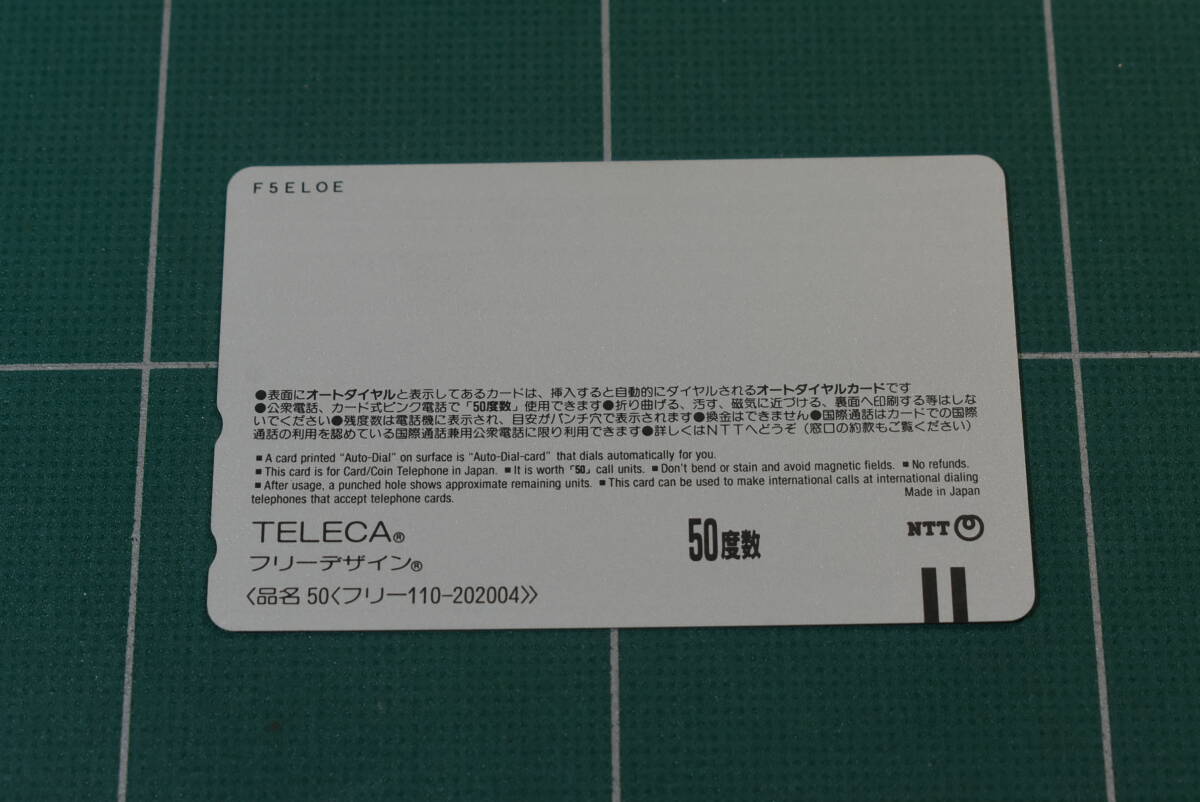 F5ELOE
●表面にオートダイヤルと表示してあるカードは、挿入すると自動的にダイヤルされるオートダイヤルカードです
●公衆電話、カード式ピンク電話で「50度数」使用できます●折り曲げる、汚す、磁気に近づける、裏面へ印刷する等はしな
いでください●残度数は電話機に表示され、目安がパンチ穴で表示されます●換金はできません●国際通話はカードでの国際
通話の利用を認めている国際通話兼用公衆電話に限り利用できます●詳しくはNTTへどうぞ（窓口の約款もご覧ください）
■ A card printed “Auto-Dial” on surface is “Auto-Dial-card” that dials automatically for you.
■ This card is for Card/Coin Telephone in Japan. ■ It is worth「50」call units. ■ Don't bend or stain and avoid magnetic fields. ■ No refunds.
■ After usage, a punched hole shows approximate remaining units. ■ This card can be used to make international calls at international dialing
telephones that accept telephone cards.
Made in Japan
TELECA®
50度数
NTT
フリーデザイン®
〈品名 50〈フリー110-202004〉〉